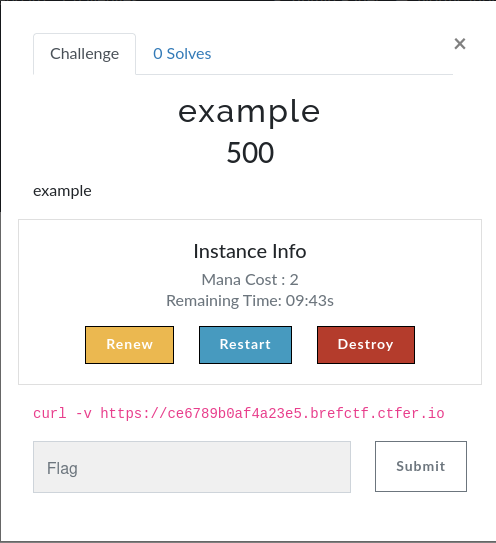 Challenge
0 Solves
×
example
500
example
Instance Info
Mana Cost : 2
Remaining Time: 09:43s
Renew
Restart
Destroy
curl -v https://ce6789b0af4a23e5.brefctf.ctfer.io
Flag
Submit